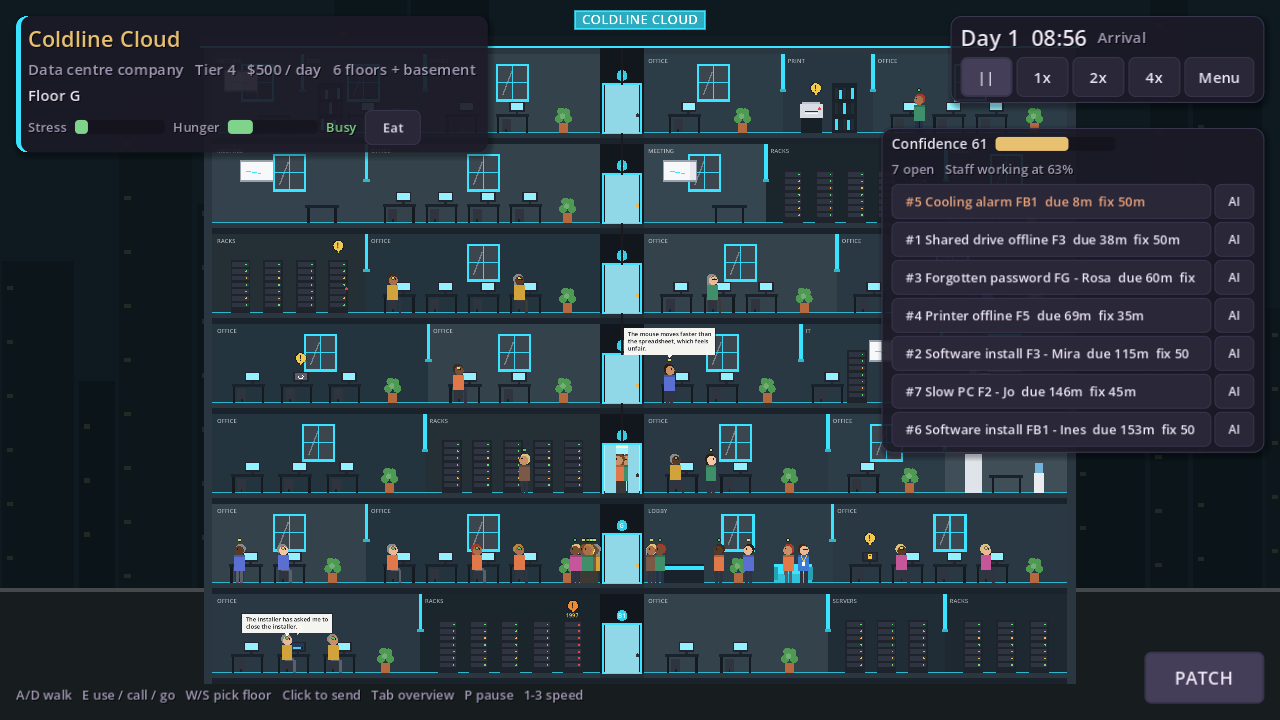 COLDLINE CLOUD
Coldline Cloud
Data centre company Tier 4 $500 / day 6 floors + basement
Floor G
Stress Hunger Busy Eat
Day 1 08:56 Arrival
|| 1x 2x 4x Menu
Confidence 61
7 open Staff working at 63%
#5 Cooling alarm FB1 due 8m fix 50m AI
#1 Shared drive offline F3 due 38m fix 50m AI
#3 Forgotten password FG - Rosa due 60m fix AI
#4 Printer offline F5 due 69m fix 35m AI
#2 Software install F3 - Mira due 115m fix 50 AI
#7 Slow PC F2 - Jo due 146m fix 45m AI
#6 Software install FB1 - Ines due 153m fix 50 AI
OFFICE PRINT OFFICE
MEETING RACKS
RACKS OFFICE OFFICE OFFICE
OFFICE OFFICE IT
The mouse moves faster than
the spreadsheet, which feels
unfair.
OFFICE RACKS OFFICE OFFICE
OFFICE OFFICE G LOBBY OFFICE
OFFICE RACKS 1997 B1 OFFICE SERVERS RACKS
The installer has asked me to
close the installer.
A/D walk E use / call / go W/S pick floor Click to send Tab overview P pause 1-3 speed
PATCH